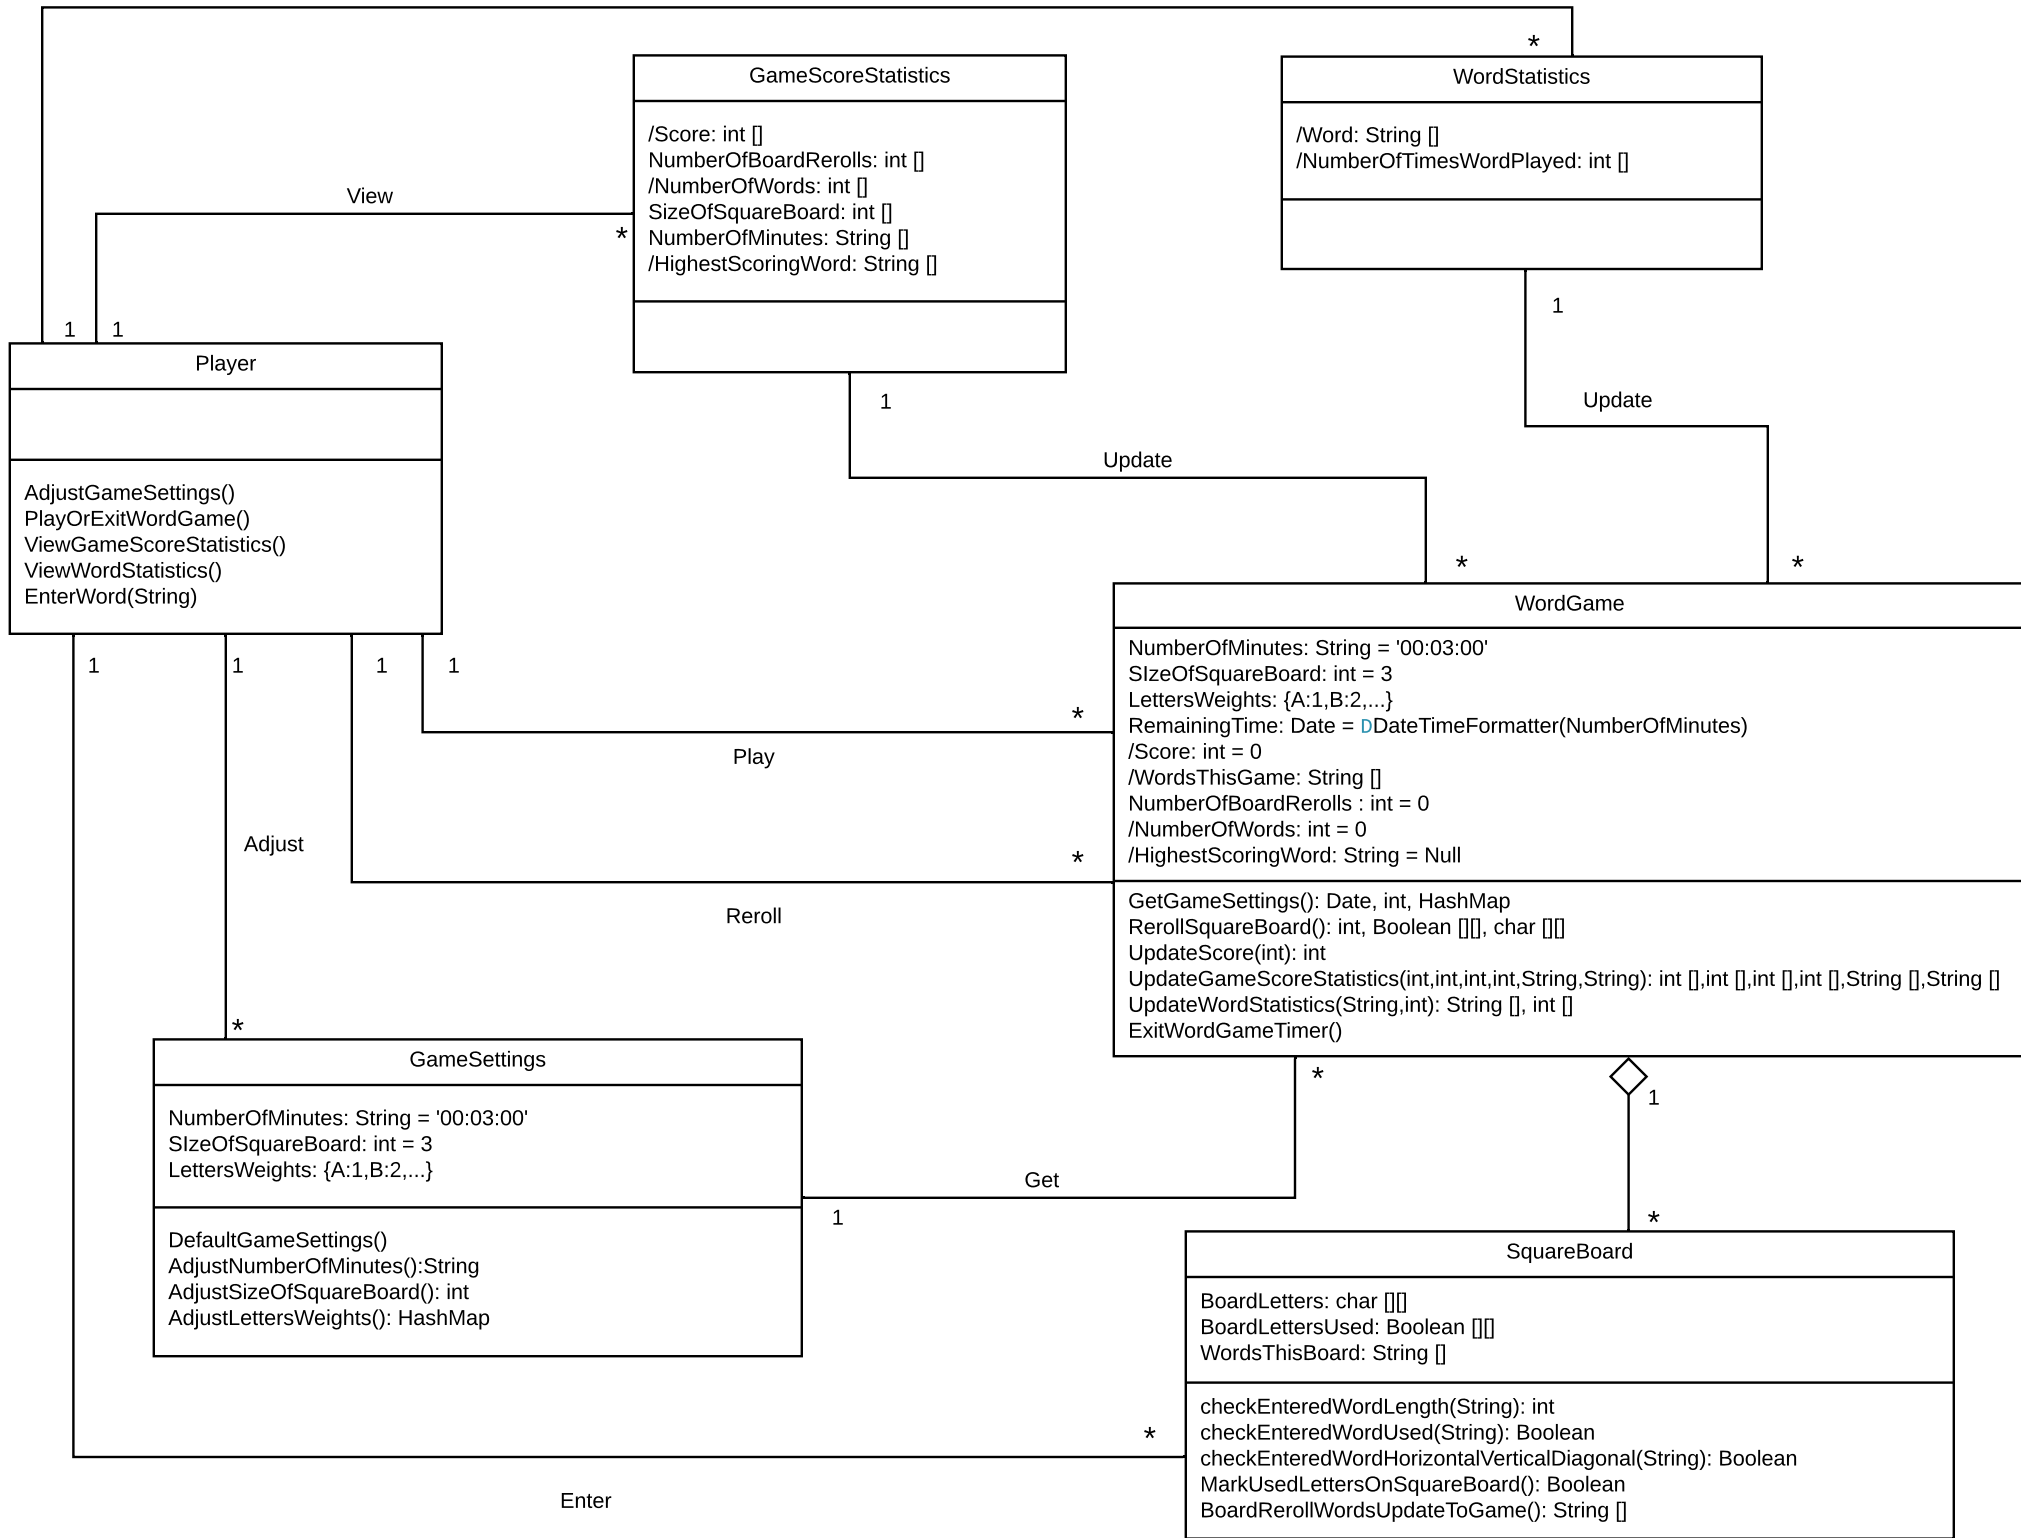 *
GameScoreStatistics
/Score: int []
NumberOfBoardRerolls: int []
/NumberOfWords: int []
SizeOfSquareBoard: int []
NumberOfMinutes: String []
/HighestScoringWord: String []
WordStatistics
/Word: String []
/NumberOfTimesWordPlayed: int []
View
*
1
1
1
Update
1
Update
*
*
Player
AdjustGameSettings()
PlayOrExitWordGame()
ViewGameScoreStatistics()
ViewWordStatistics()
EnterWord(String)
1
1
1
1
*
Play
Adjust
*
Reroll
WordGame
NumberOfMinutes: String = '00:03:00'
SIzeOfSquareBoard: int = 3
LettersWeights: {A:1,B:2,...}
RemainingTime: Date = DDateTimeFormatter(NumberOfMinutes)
/Score: int = 0
/WordsThisGame: String []
NumberOfBoardRerolls : int = 0
/NumberOfWords: int = 0
/HighestScoringWord: String = Null
GetGameSettings(): Date, int, HashMap
RerollSquareBoard(): int, Boolean [][], char [][]
UpdateScore(int): int
UpdateGameScoreStatistics(int,int,int,int,String,String): int [],int [],int [],int [],String [],String []
UpdateWordStatistics(String,int): String [], int []
ExitWordGameTimer()
*
GameSettings
NumberOfMinutes: String = '00:03:00'
SIzeOfSquareBoard: int = 3
LettersWeights: {A:1,B:2,...}
DefaultGameSettings()
AdjustNumberOfMinutes():String
AdjustSizeOfSquareBoard(): int
AdjustLettersWeights(): HashMap
*
1
Get
1
*
SquareBoard
BoardLetters: char [][]
BoardLettersUsed: Boolean [][]
WordsThisBoard: String []
checkEnteredWordLength(String): int
checkEnteredWordUsed(String): Boolean
checkEnteredWordHorizontalVerticalDiagonal(String): Boolean
MarkUsedLettersOnSquareBoard(): Boolean
BoardRerollWordsUpdateToGame(): String []
*
Enter